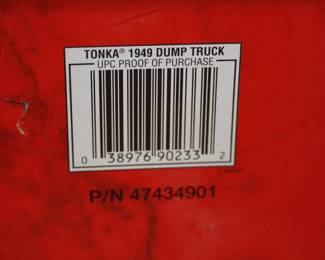 TONKA® 1949 DUMP TRUCK
UPC PROOF OF PURCHASE
0 38976 90233 2
P/N 47434901